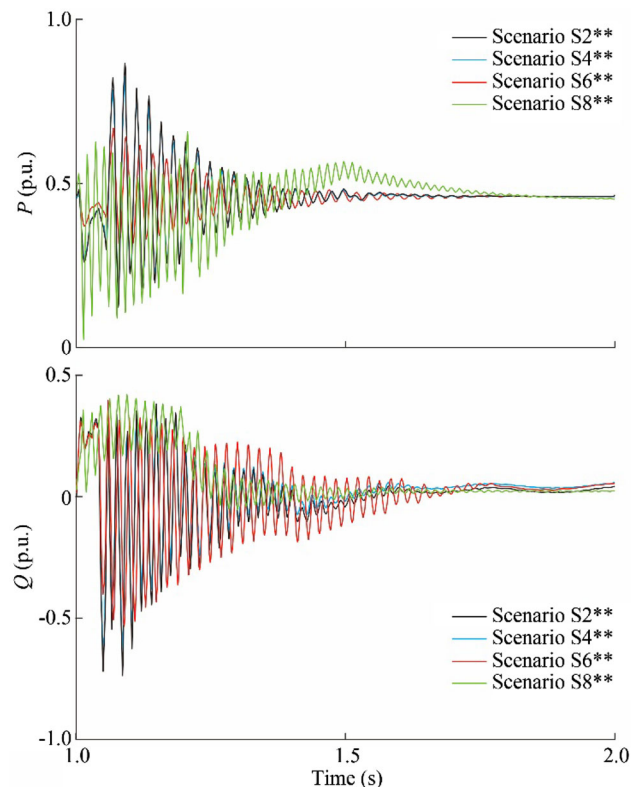 1.0
Scenario S2**
Scenario S4**
Scenario S6**
Scenario S8**
P (p.u.)
0.5
0
0.5
Q (p.u.)
0
-0.5
Scenario S2**
Scenario S4**
Scenario S6**
Scenario S8**
-1.0
1.0
1.5
2.0
Time (s)